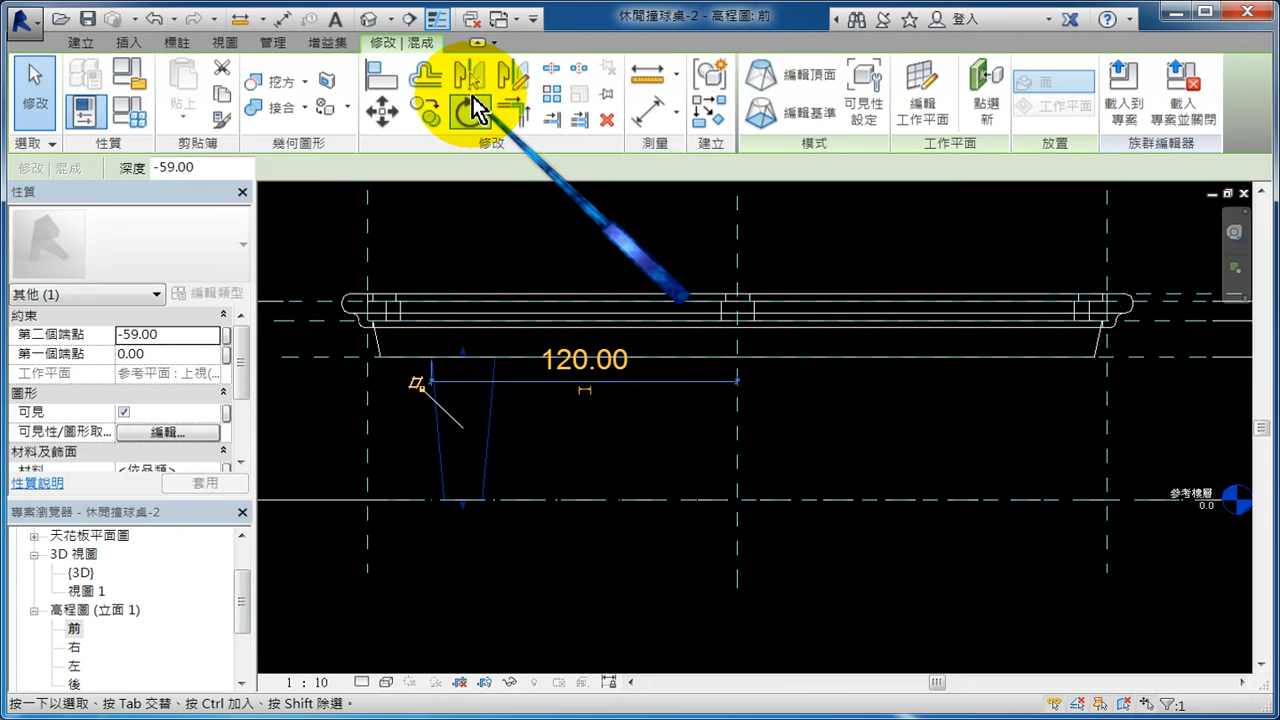 休閒撞球桌-2 - 高程圖: 前
登入
建立
插入
標註
視圖
管理
增益集
修改 | 混成
修改
貼上
挖方
接合
編輯頂面
編輯基準
可見性
設定
編輯
工作平面
點選
新
面
工作平面
載入到
專案
載入
並關閉
選取
性質
剪貼簿
幾何圖形
修改
測量
建立
模式
工作平面
放置
族群編輯器
修改 | 混成
深度
-59.00
性質
其他 (1)
編輯類型
約束
第二個端點
-59.00
第一個端點
0.00
工作平面
參考平面 : 上視(...
圖形
可見
可見性/圖形取...
編輯...
材料及飾面
材料
<依品類>
性質說明
套用
專案瀏覽器 - 休閒撞球桌-2
天花板平面圖
3D 視圖
{3D}
視圖 1
高程圖 (立面 1)
前
右
左
後
120.00
參考樓層
0.0
1 : 10
按一下以選取、按 Tab 交替、按 Ctrl 加入、按 Shift 除選。
:1